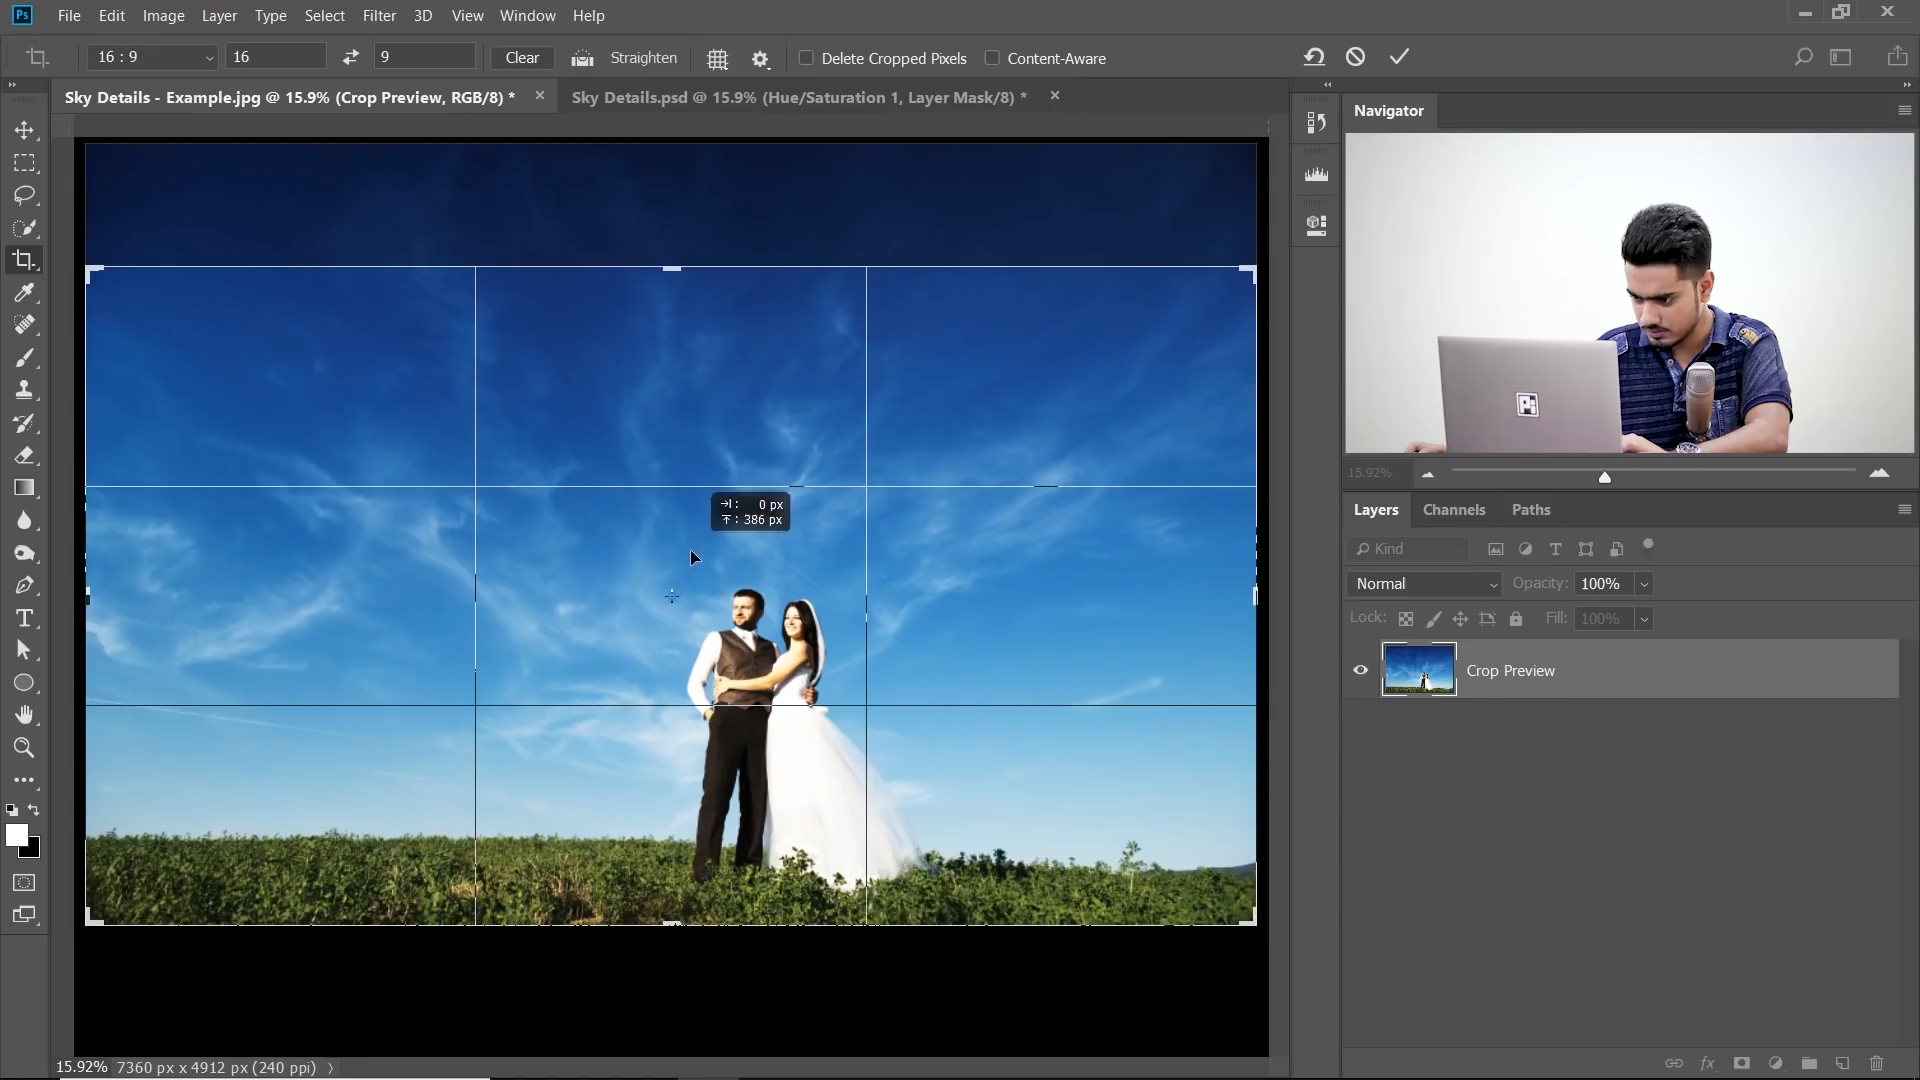 Ps File Edit Image Layer Type Select Filter 3D View Window Help
16 : 9 16 9 Clear Straighten Delete Cropped Pixels Content-Aware
Sky Details - Example.jpg @ 15.9% (Crop Preview, RGB/8) * × Sky Details.psd @ 15.9% (Hue/Saturation 1, Layer Mask/8) * ×
Navigator
15.92%
Layers Channels Paths
Kind
Normal Opacity: 100%
Lock: Fill: 100%
Crop Preview
: 0 px
: 386 px
fx
15.92% 7360 px x 4912 px (240 ppi)